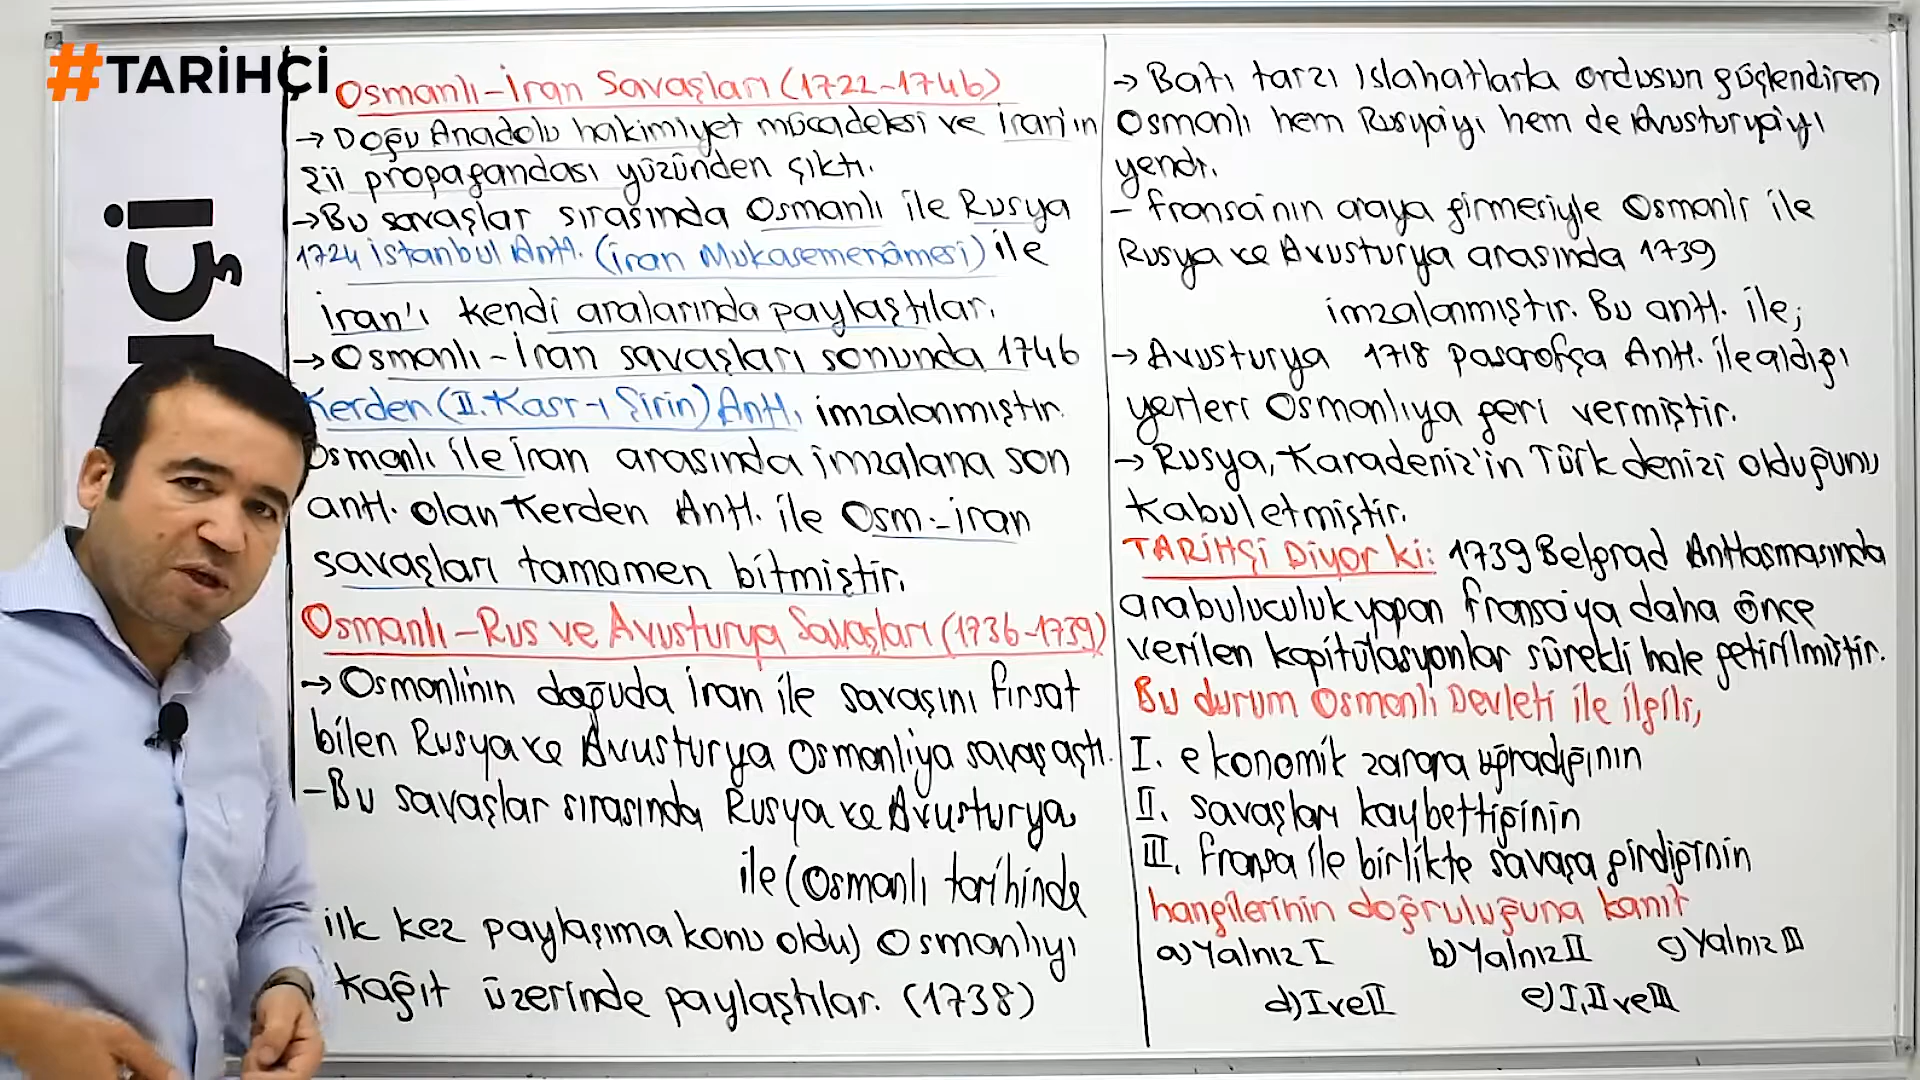 #TARİHÇİ
Osmanlı-İran Savaşları (1722-1746)
→ Doğu Anadolu hakimiyet mücadelesi ve İran'ın
Şii propagandası yüzünden çıktı.
→ Bu savaşlar sırasında Osmanlı ile Rusya
1724 İstanbul Antl. (İran Mukasemenâmesi) ile
İran'ı kendi aralarında paylaştılar.
→ Osmanlı-İran savaşları sonunda 1746
Kerden (II. Kasr-ı Şirin) Antl. imzalanmıştır.
Osmanlı ile İran arasında imzalana son
antl. olan Kerden Antl. ile Osm.-İran
savaşları tamamen bitmiştir.
Osmanlı-Rus ve Avusturya Savaşları (1736-1739)
→ Osmanlının doğuda İran ile savaşını fırsat
bilen Rusya ve Avusturya Osmanlıya savaş açtı.
- Bu savaşlar sırasında Rusya ve Avusturya
ile (Osmanlı tarihinde
ilk kez paylaşıma konu oldu) Osmanlıyı
kağıt üzerinde paylaştılar. (1738)
→ Batı tarzı ıslahatlarla ordusun güçlendiren
Osmanlı hem Rusya'yı hem de Avusturya'yı
yendi.
- Fransa'nın araya girmesiyle Osmanlı ile
Rusya ve Avusturya arasında 1739
imzalanmıştır. Bu antl. ile;
→ Avusturya 1718 Pasarofça Antl. ile aldığı
yerleri Osmanlıya geri vermiştir.
→ Rusya, Karadeniz'in Türk denizi olduğunu
kabul etmiştir.
TARİHÇİ Diyor ki: 1739 Belgrad Antlaşmasında
arabuluculuk yapan Fransa'ya daha önce
verilen kapitülasyonlar sürekli hale getirilmiştir.
Bu durum Osmanlı Devleti ile ilgili,
I. ekonomik zarara uğradığının
II. savaşları kaybettiğinin
III. Fransa ile birlikte savaşa girdiğinin
hangilerinin doğruluğuna kanıt
a) Yalnız I b) Yalnız II c) Yalnız III
d) I ve II e) I, II ve III